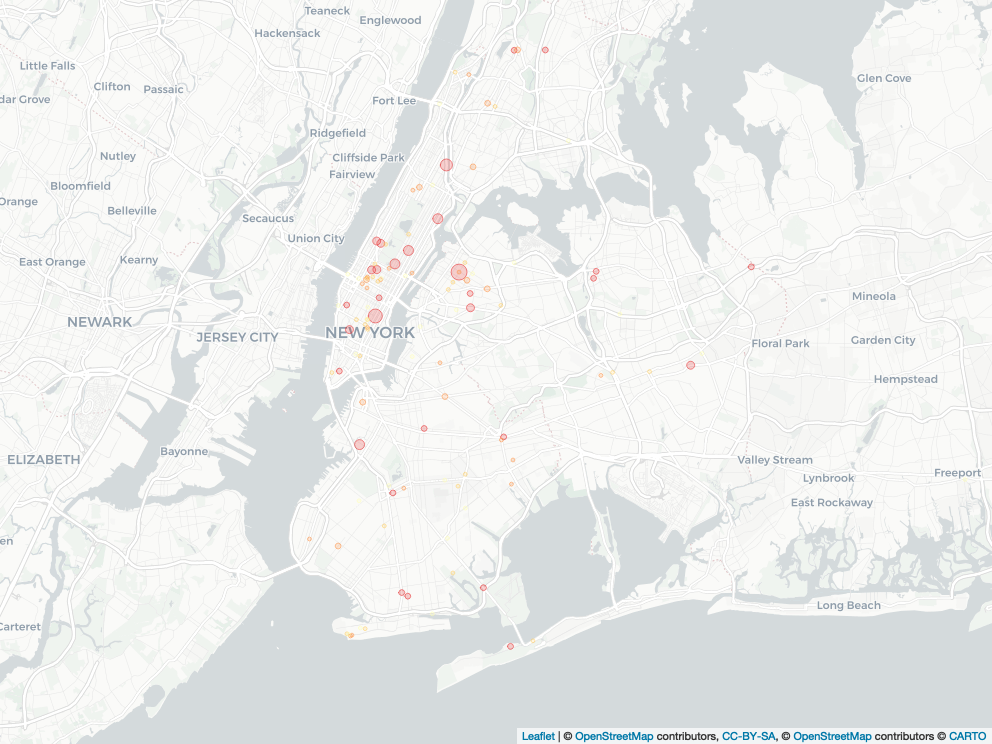 Teaneck
Englewood
Hackensack
Little Falls
Glen Cove
Clifton
Passaic
dar Grove
Fort Lee
Ridgefield
Nutley
Cliffside Park
Fairview
Bloomfield
Orange
Belleville
Secaucus
Union City
East Orange
Kearny
Mineola
NEWARK
JERSEY CITY
NEW YORK
Floral Park
Garden City
Hempstead
Bayonne
ELIZABETH
Valley Stream
Lynbrook
Freeport
East Rockaway
en
Long Beach
Carteret
Leaflet | © OpenStreetMap contributors, CC-BY-SA, © OpenStreetMap contributors © CARTO